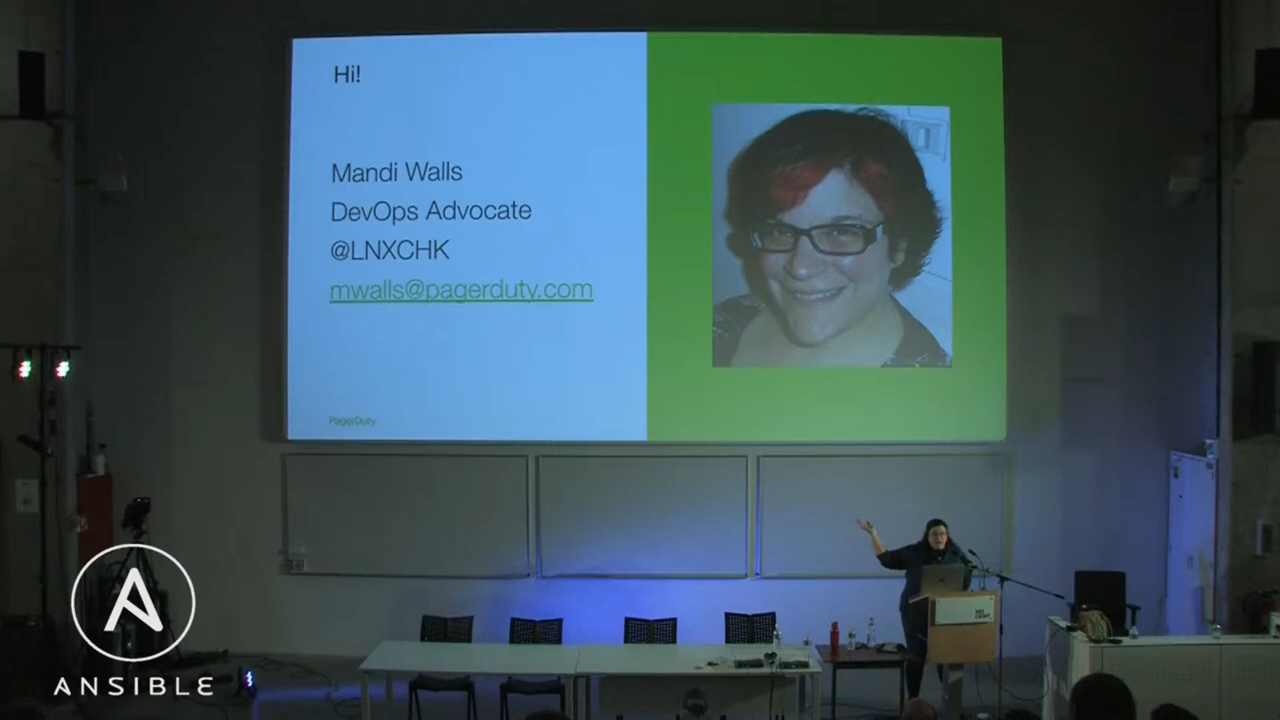 Hi!
Mandi Walls
DevOps Advocate
@LNXCHK
mwalls@pagerduty.com
PagerDuty
ANSIBLE